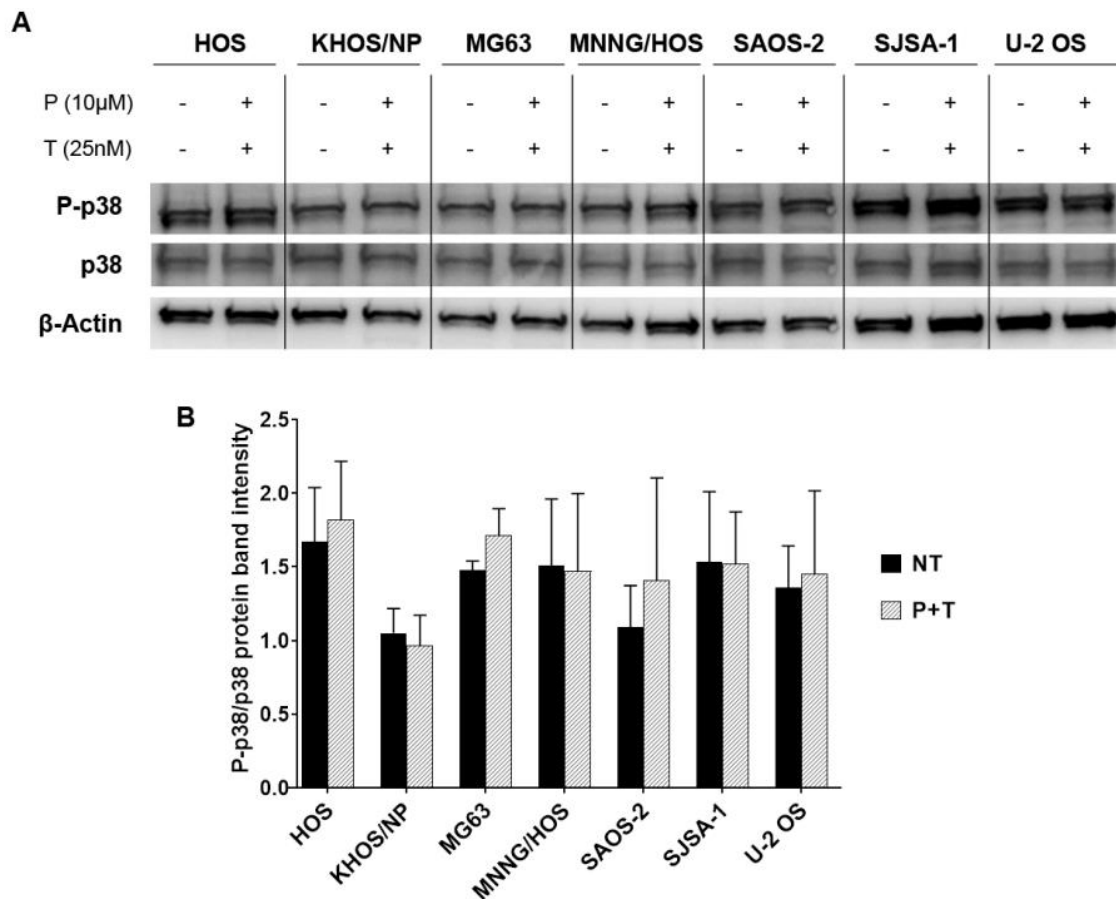 A
HOS KHOS/NP MG63 MNNG/HOS SAOS-2 SJSA-1 U-2 OS
P (10µM) - + - + - + - + - + - + - +
T (25nM) - + - + - + - + - + - + - +
P-p38
p38
β-Actin
B
P-p38/p38 protein band intensity
2.5
2.0
1.5
1.0
0.5
0.0
HOS KHOS/NP MG63 MNNG/HOS SAOS-2 SJSA-1 U-2 OS
NT
P+T